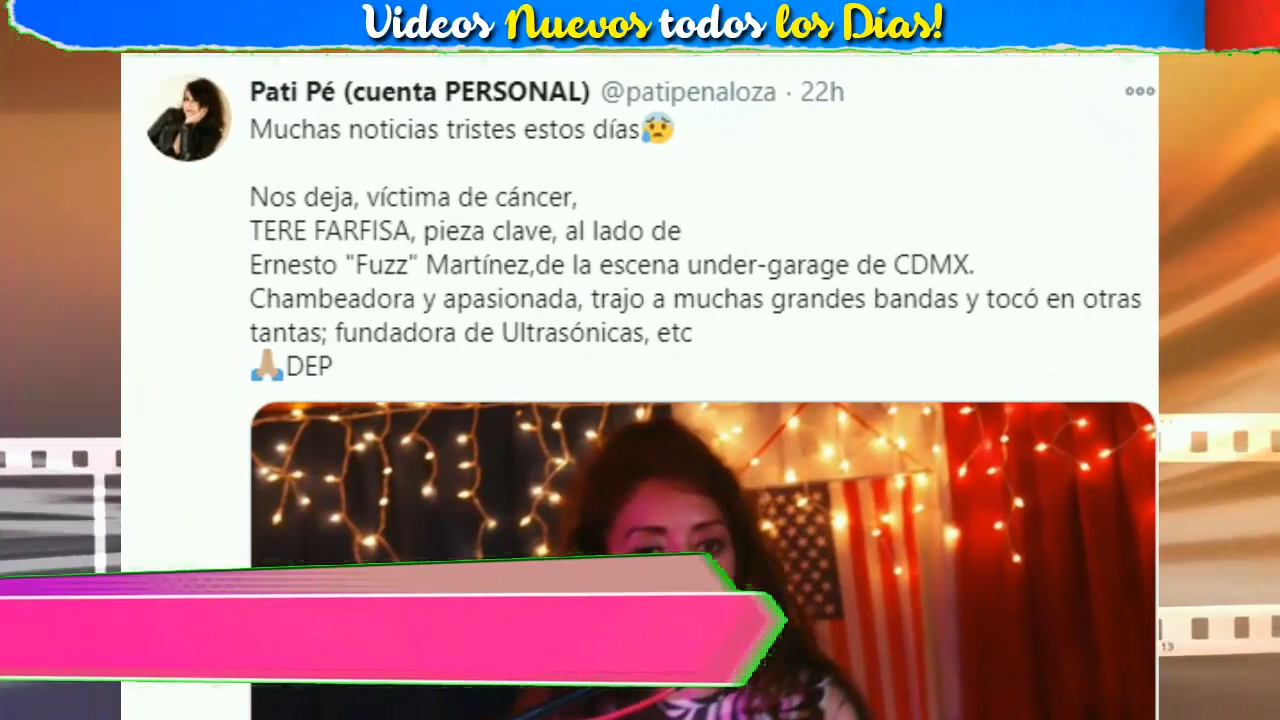 Videos Nuevos todos los Días!
Pati Pé (cuenta PERSONAL) @patipenaloza · 22h
Muchas noticias tristes estos días😰
Nos deja, víctima de cáncer,
TERE FARFISA, pieza clave, al lado de
Ernesto "Fuzz" Martínez,de la escena under-garage de CDMX.
Chambeadora y apasionada, trajo a muchas grandes bandas y tocó en otras
tantas; fundadora de Ultrasónicas, etc
🙏🏼DEP
13